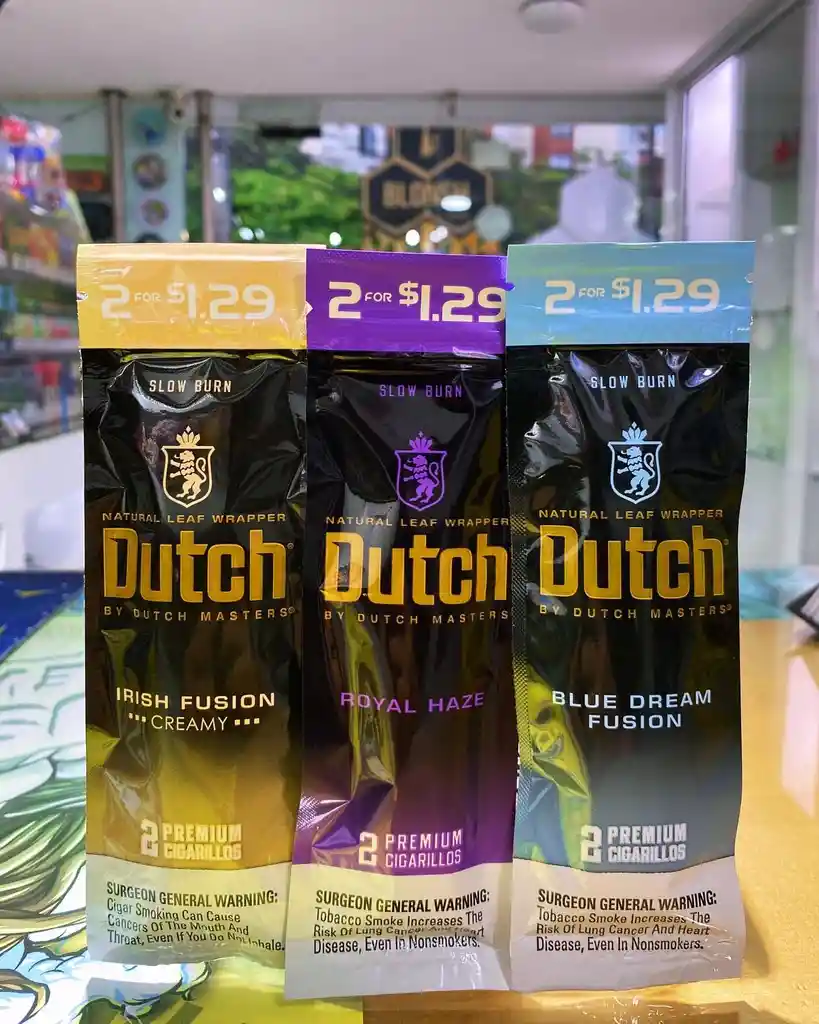 2 FOR $1.29
SLOW BURN
NATURAL LEAF WRAPPER
Dutch®
BY DUTCH MASTERS®
IRISH FUSION
CREAMY
2 PREMIUM
CIGARILLOS
SURGEON GENERAL WARNING:
Cigar Smoking Can Cause
Cancers Of The Mouth And
Throat, Even If You Do Not Inhale.
2 FOR $1.29
SLOW BURN
NATURAL LEAF WRAPPER
Dutch
BY DUTCH MASTERS
ROYAL HAZE
2 PREMIUM
CIGARILLOS
SURGEON GENERAL WARNING:
Tobacco Smoke Increases The
Risk Of Lung Cancer And Heart
Disease, Even In Nonsmokers.
2 FOR $1.29
SLOW BURN
NATURAL LEAF WRAPPER
Dutch®
BY DUTCH MASTERS®
BLUE DREAM
FUSION
2 PREMIUM
CIGARILLOS
SURGEON GENERAL WARNING:
Tobacco Smoke Increases The
Risk Of Lung Cancer And Heart
Disease, Even In Nonsmokers.